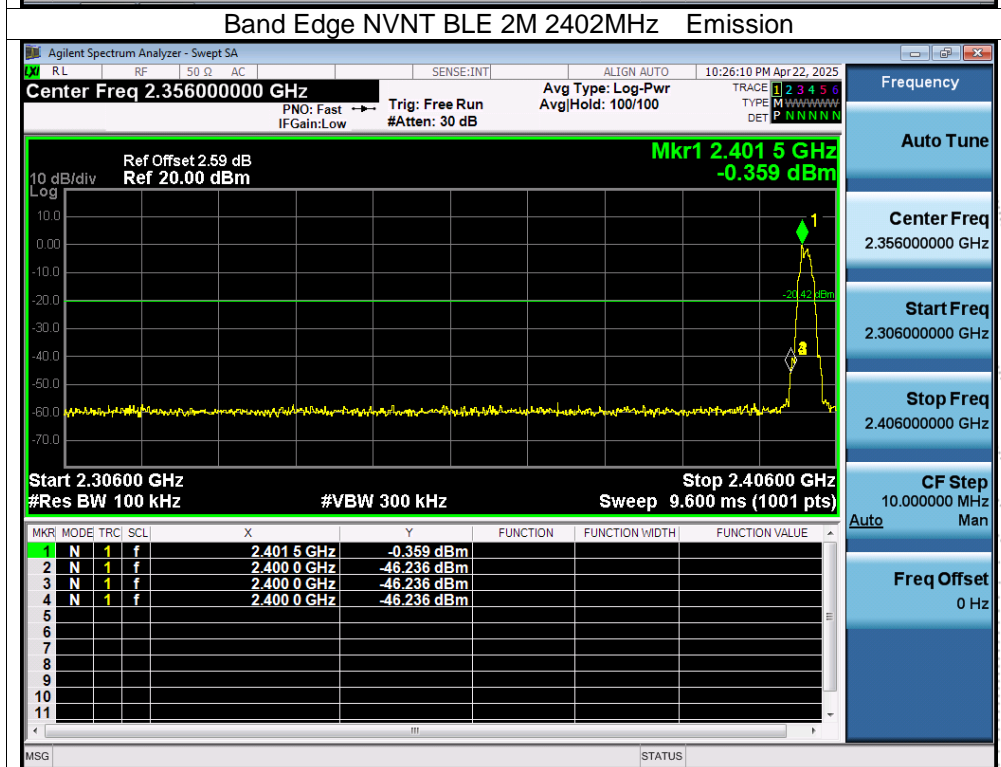 Band Edge NVNT BLE 2M 2402MHz Emission
Agilent Spectrum Analyzer - Swept SA
LXI RL RF 50 Ω AC SENSE:INT ALIGN AUTO 10:26:10 PM Apr 22, 2025
Center Freq 2.356000000 GHz
PNO: Fast
IFGain:Low
Trig: Free Run
#Atten: 30 dB
Avg Type: Log-Pwr
Avg|Hold: 100/100
TRACE 1 2 3 4 5 6
TYPE M WWWWW
DET P N N N N N
Ref Offset 2.59 dB
10 dB/div Ref 20.00 dBm
Log
Mkr1 2.401 5 GHz
-0.359 dBm
10.0
0.00
-10.0
-20.0
-30.0
-40.0
-50.0
-60.0
-70.0
1
-20.42 dBm
Start 2.30600 GHz Stop 2.40600 GHz
#Res BW 100 kHz #VBW 300 kHz Sweep 9.600 ms (1001 pts)
MKR MODE TRC SCL X Y FUNCTION FUNCTION WIDTH FUNCTION VALUE
1 N 1 f 2.401 5 GHz -0.359 dBm
2 N 1 f 2.400 0 GHz -46.236 dBm
3 N 1 f 2.400 0 GHz -46.236 dBm
4 N 1 f 2.400 0 GHz -46.236 dBm
5
6
7
8
9
10
11
MSG STATUS
Frequency
Auto Tune
Center Freq
2.356000000 GHz
Start Freq
2.306000000 GHz
Stop Freq
2.406000000 GHz
CF Step
10.000000 MHz
Auto Man
Freq Offset
0 Hz